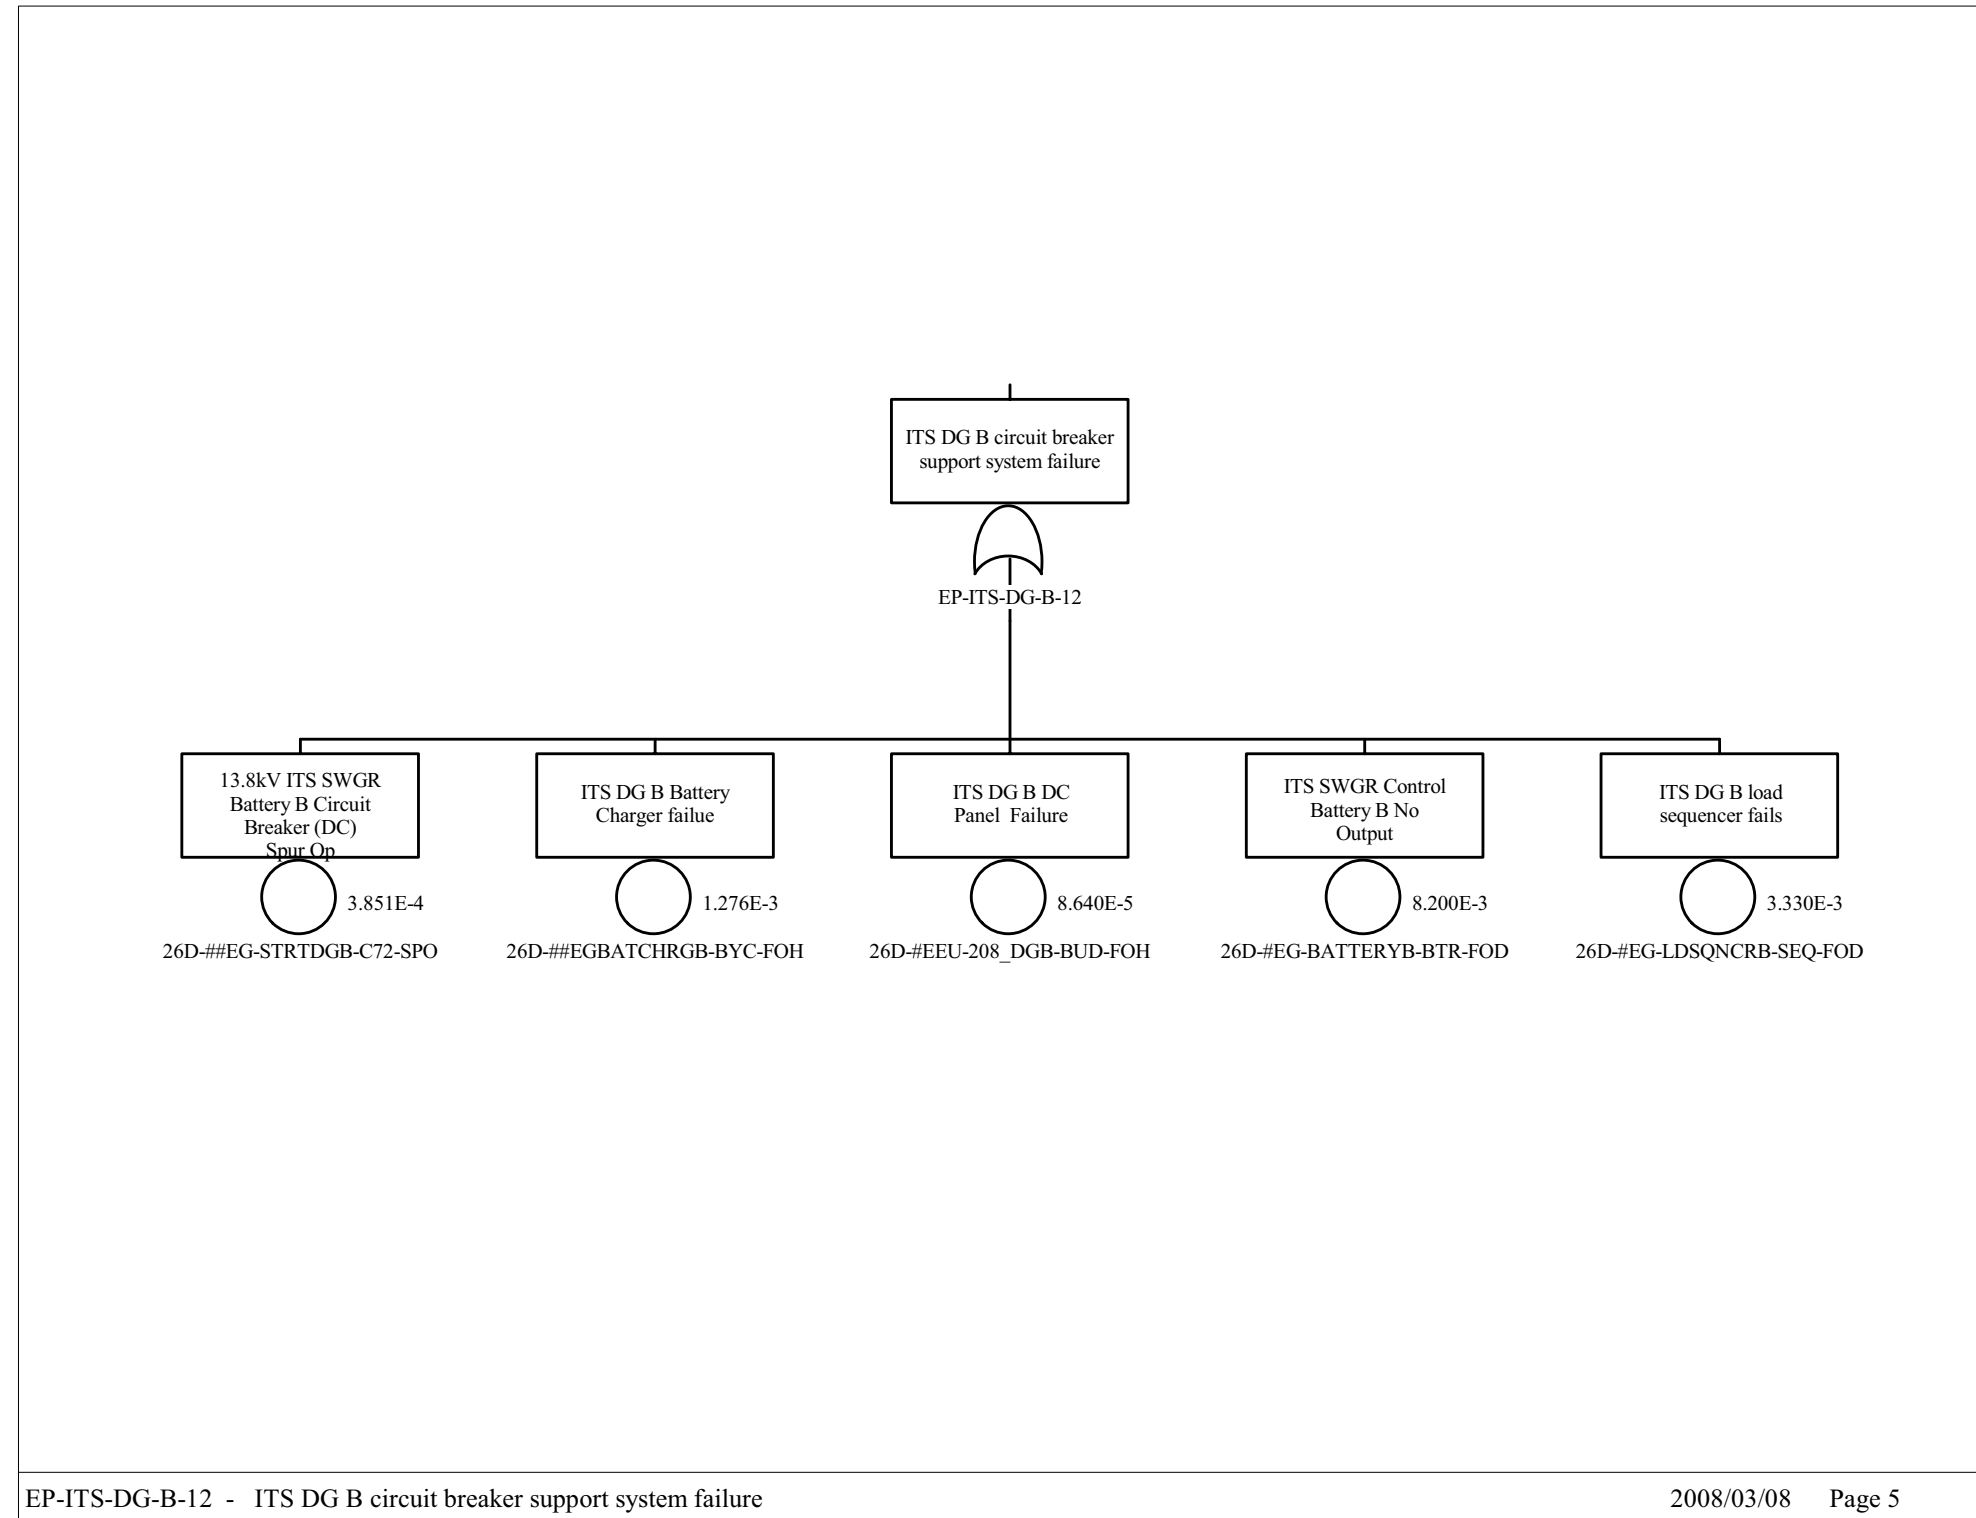 ITS DG B circuit breaker
support system failure
EP-ITS-DG-B-12
13.8kV ITS SWGR
Battery B Circuit
Breaker (DC)
Spur Op
3.851E-4
26D-##EG-STRTDGB-C72-SPO
ITS DG B Battery
Charger failue
1.276E-3
26D-##EGBATCHRGB-BYC-FOH
ITS DG B DC
Panel  Failure
8.640E-5
26D-#EEU-208_DGB-BUD-FOH
ITS SWGR Control
Battery B No
Output
8.200E-3
26D-#EG-BATTERYB-BTR-FOD
ITS DG B load
sequencer fails
3.330E-3
26D-#EG-LDSQNCRB-SEQ-FOD
EP-ITS-DG-B-12 - ITS DG B circuit breaker support system failure
2008/03/08 Page 5